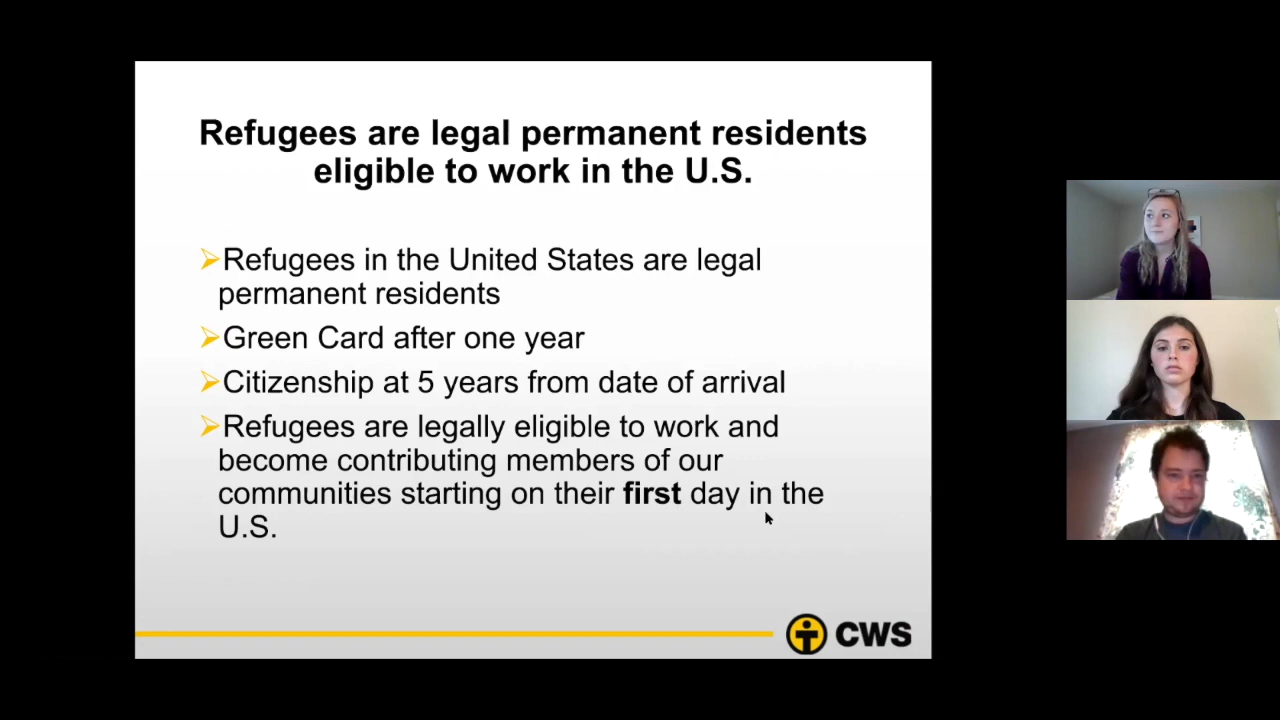 Refugees are legal permanent residents
eligible to work in the U.S.
➢Refugees in the United States are legal
permanent residents
➢Green Card after one year
➢Citizenship at 5 years from date of arrival
➢Refugees are legally eligible to work and
become contributing members of our
communities starting on their first day in the
U.S.
CWS